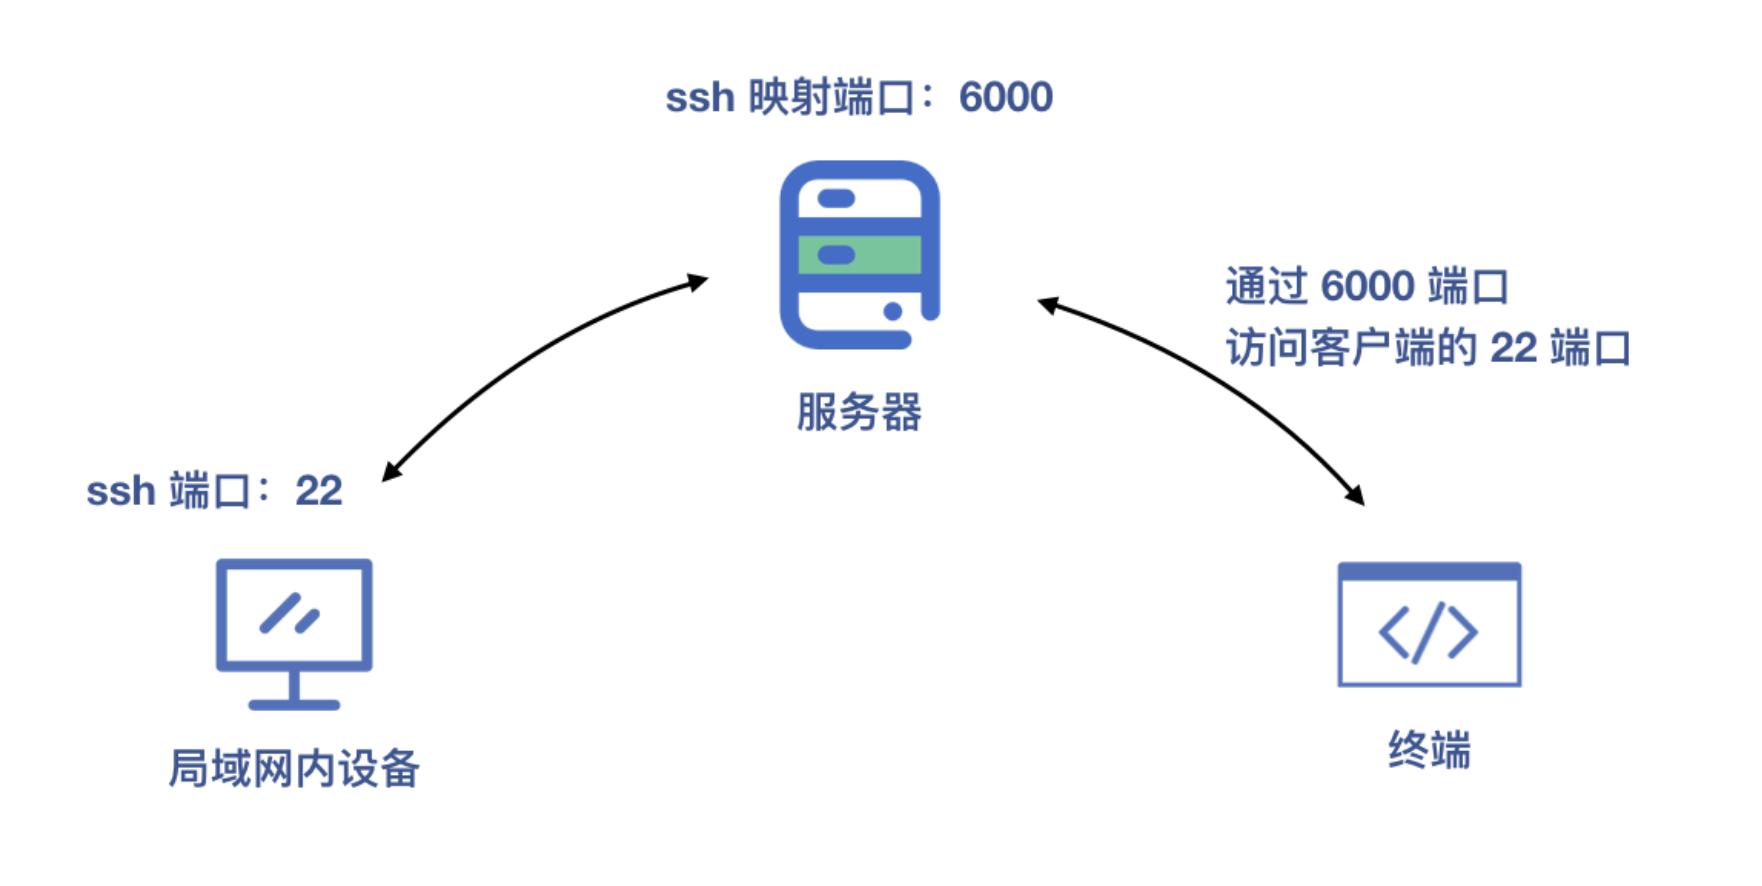 ssh 映射端口：6000
通过 6000 端口
访问客户端的 22 端口
服务器
ssh 端口：22
局域网内设备
终端